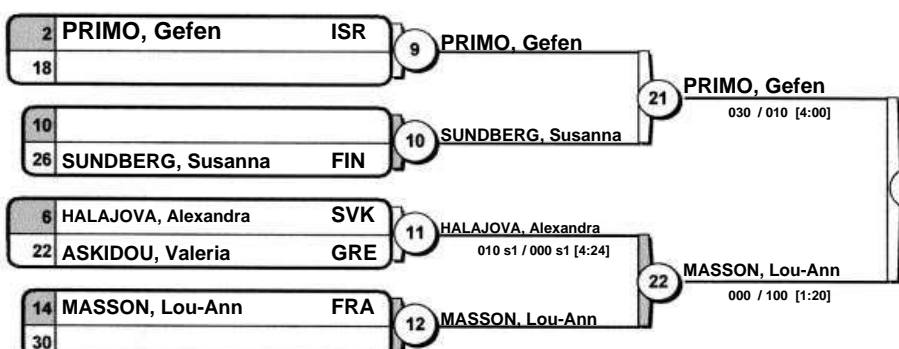 2 PRIMO, Gefen ISR
18
9
PRIMO, Gefen
10
26 SUNDBERG, Susanna FIN
10
SUNDBERG, Susanna
21
PRIMO, Gefen
030 / 010 [4:00]
6 HALAJOVA, Alexandra SVK
22 ASKIDOU, Valeria GRE
11
HALAJOVA, Alexandra
010 s1 / 000 s1 [4:24]
14 MASSON, Lou-Ann FRA
30
12
MASSON, Lou-Ann
22
MASSON, Lou-Ann
000 / 100 [1:20]